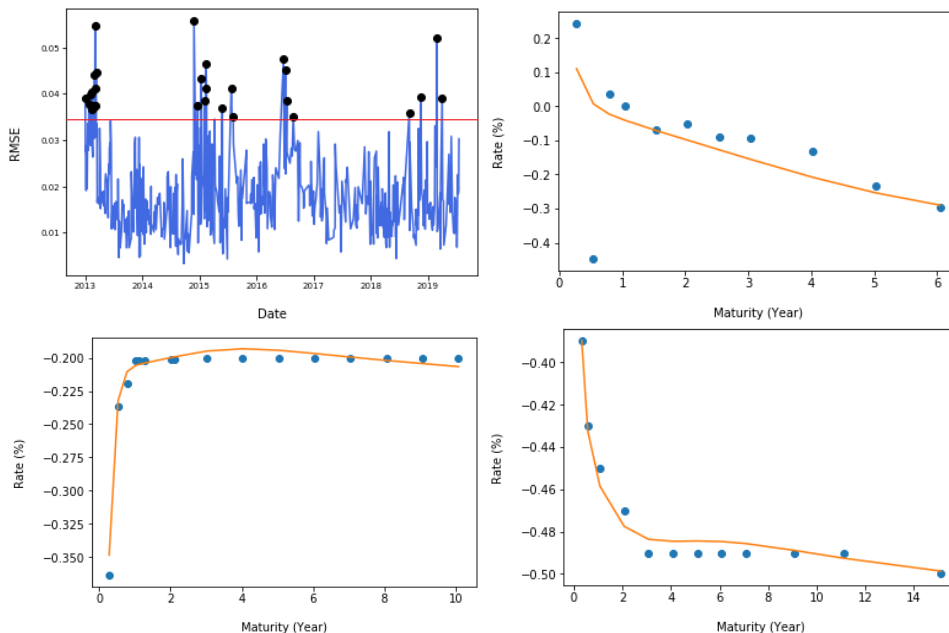 RMSE
0.05
0.04
0.03
0.02
0.01
2013 2014 2015 2016 2017 2018 2019
Date
Rate (%)
0.2
0.1
0.0
−0.1
−0.2
−0.3
−0.4
0 1 2 3 4 5 6
Maturity (Year)
Rate (%)
−0.200
−0.225
−0.250
−0.275
−0.300
−0.325
−0.350
0 2 4 6 8 10
Maturity (Year)
Rate (%)
−0.40
−0.42
−0.44
−0.46
−0.48
−0.50
0 2 4 6 8 10 12 14
Maturity (Year)